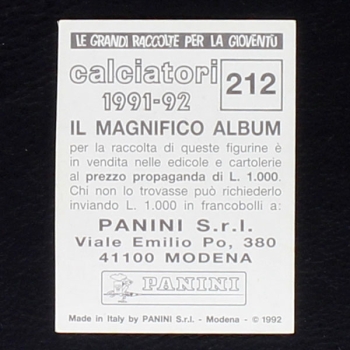 LE GRANDI RACCOLTE PER LA GIOVENTÙ
calciatori
1991-92
212
IL MAGNIFICO ALBUM
per la raccolta di queste figurine è
in vendita nelle edicole e cartolerie
al prezzo propaganda di L. 1.000.
Chi non lo trovasse può richiederlo
inviando L. 1.000 in francobolli a:
PANINI S.r.l.
Viale Emilio Po, 380
41100 MODENA
PANINI
Made in Italy by PANINI S.r.l. - Modena - © 1992